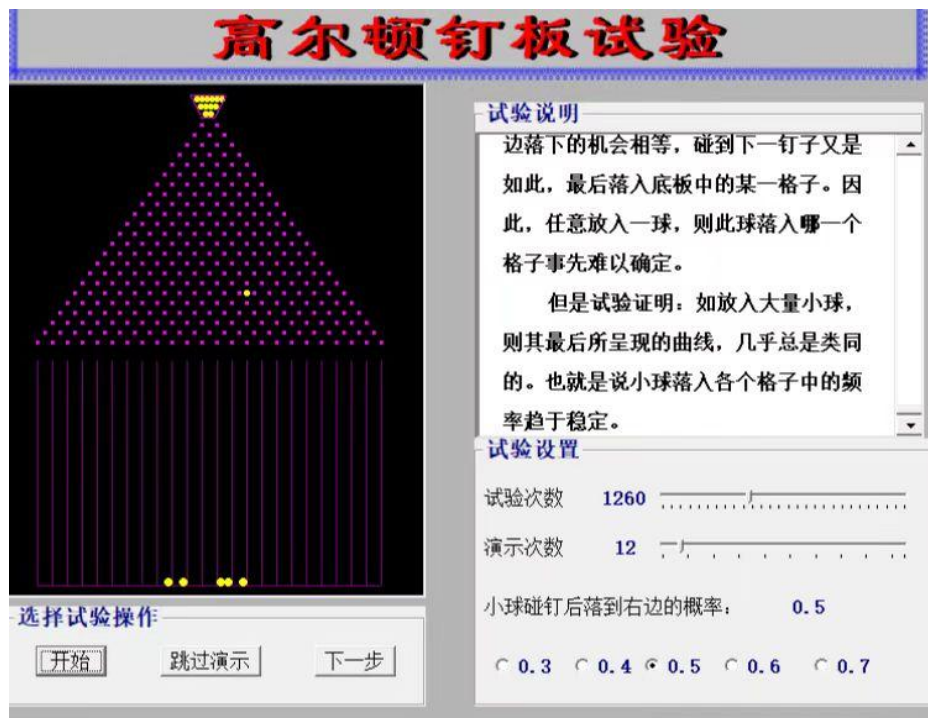 高尔顿钉板试验
试验说明
边落下的机会相等，碰到下一钉子又是
如此，最后落入底板中的某一格子。因
此，任意放入一球，则此球落入哪一个
格子事先难以确定。
但是试验证明：如放入大量小球，
则其最后所呈现的曲线，几乎总是类同
的。也就是说小球落入各个格子中的频
率趋于稳定。
试验设置
试验次数 1260
演示次数 12
小球碰钉后落到右边的概率： 0.5
0.3 0.4 0.5 0.6 0.7
选择试验操作
开始 跳过演示 下一步